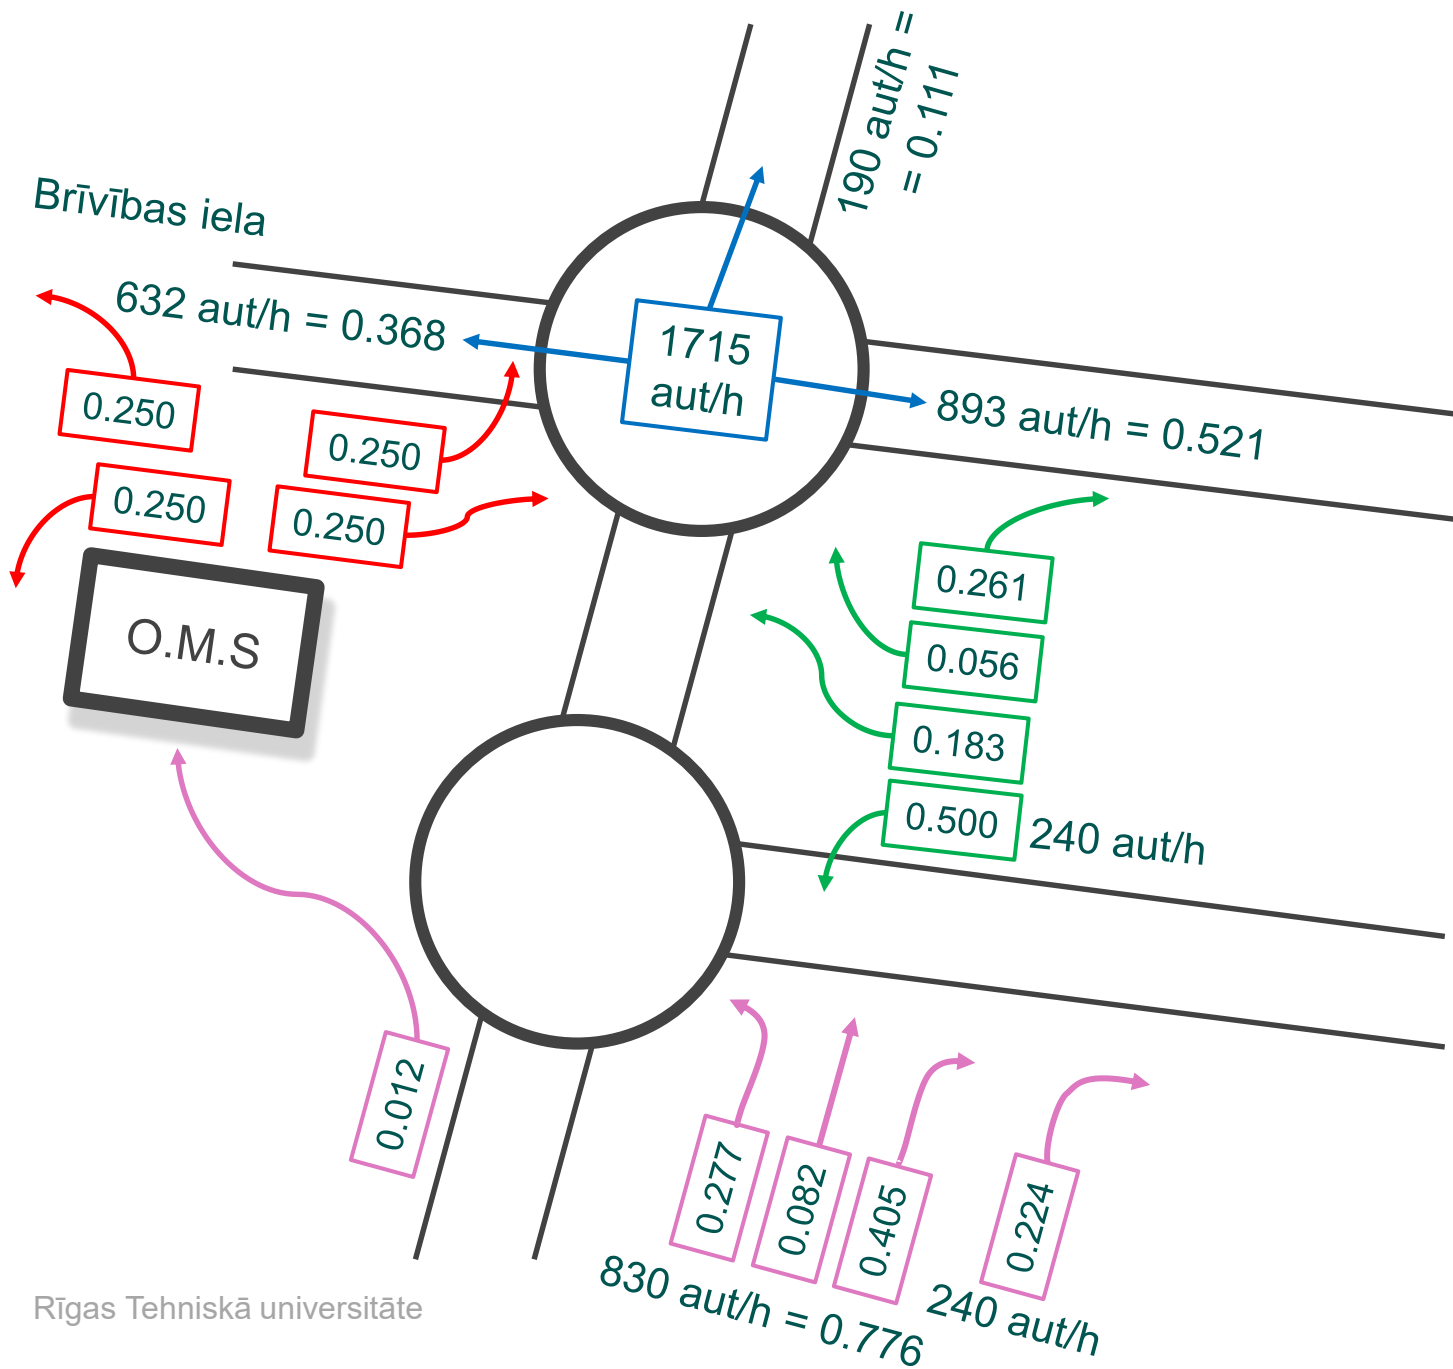 190 aut/h =
= 0.111
Brīvības iela
632 aut/h = 0.368
1715
aut/h
893 aut/h = 0.521
0.250
0.250
0.250
0.250
O.M.S
0.261
0.056
0.183
0.500
240 aut/h
0.012
0.277
0.082
0.405
0.224
830 aut/h = 0.776
240 aut/h
Rīgas Tehniskā universitāte